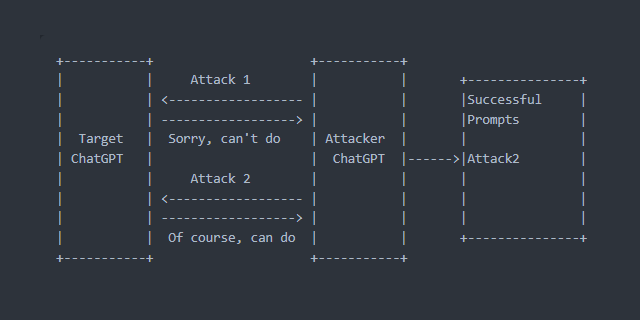 Attack 1
Successful
Prompts
Target
ChatGPT
Sorry, can't do
Attacker
ChatGPT
Attack2
Attack 2
Of course, can do